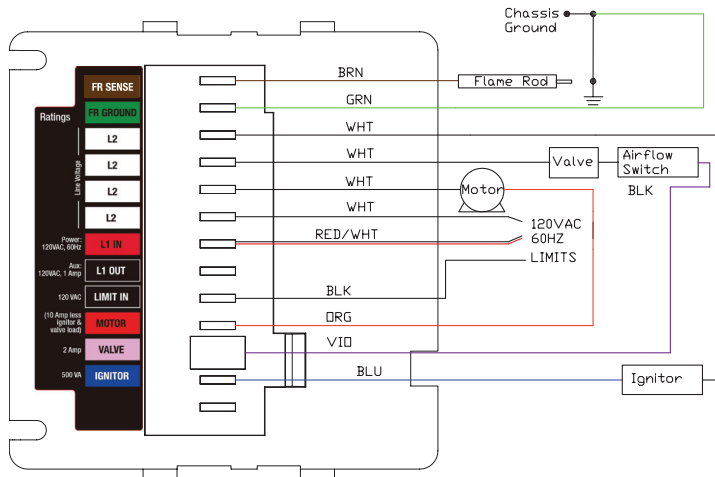 Chassis
Ground
BRN
Flame Rod
GRN
WHT
WHT
Valve
Airflow
Switch
BLK
WHT
Motor
WHT
120VAC
60HZ
RED/WHT
LIMITS
BLK
ORG
VIO
BLU
Ignitor
Ratings
Line Voltage
Power:
120VAC, 60Hz
Aux:
120VAC, 1 Amp
120 VAC
(10 Amp less
ignitor &
valve load)
2 Amp
500 VA
FR SENSE
FR GROUND
L2
L2
L2
L2
L1 IN
L1 OUT
LIMIT IN
MOTOR
VALVE
IGNITOR